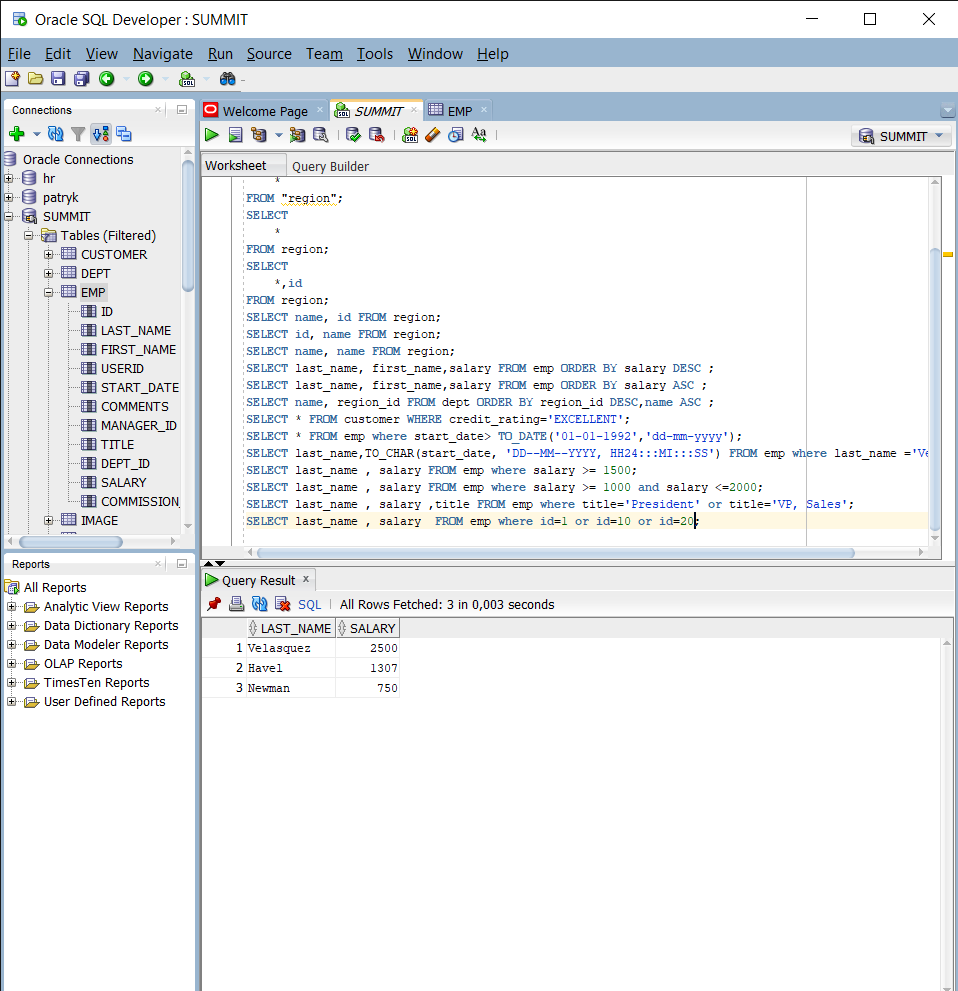 Oracle SQL Developer : SUMMIT
File Edit View Navigate Run Source Team Tools Window Help
Connections
Oracle Connections
hr
patryk
SUMMIT
Tables (Filtered)
CUSTOMER
DEPT
EMP
ID
LAST_NAME
FIRST_NAME
USERID
START_DATE
COMMENTS
MANAGER_ID
TITLE
DEPT_ID
SALARY
COMMISSION_
IMAGE
Reports
All Reports
Analytic View Reports
Data Dictionary Reports
Data Modeler Reports
OLAP Reports
TimesTen Reports
User Defined Reports
Welcome Page SUMMIT EMP
SUMMIT
Worksheet Query Builder
*
FROM "region";
SELECT
*
FROM region;
SELECT
*,id
FROM region;
SELECT name, id FROM region;
SELECT id, name FROM region;
SELECT name, name FROM region;
SELECT last_name, first_name,salary FROM emp ORDER BY salary DESC ;
SELECT last_name, first_name,salary FROM emp ORDER BY salary ASC ;
SELECT name, region_id FROM dept ORDER BY region_id DESC,name ASC ;
SELECT * FROM customer WHERE credit_rating='EXCELLENT';
SELECT * FROM emp where start_date> TO_DATE('01-01-1992','dd-mm-yyyy');
SELECT last_name,TO_CHAR(start_date, 'DD--MM--YYYY, HH24:::MI:::SS') FROM emp where last_name ='Ve
SELECT last_name , salary FROM emp where salary >= 1500;
SELECT last_name , salary FROM emp where salary >= 1000 and salary <=2000;
SELECT last_name , salary ,title FROM emp where title='President' or title='VP, Sales';
SELECT last_name , salary  FROM emp where id=1 or id=10 or id=20;
Query Result
SQL | All Rows Fetched: 3 in 0,003 seconds
LAST_NAME SALARY
1 Velasquez 2500
2 Havel 1307
3 Newman 750